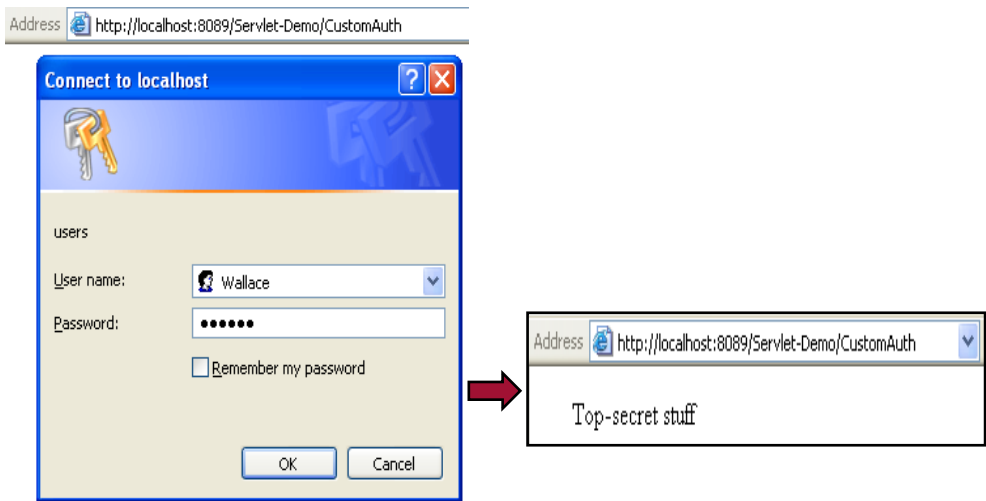 Address http://localhost:8089/Servlet-Demo/CustomAuth
Connect to localhost
?
users
User name: Wallace
Password: ●●●●●●
Remember my password
OK Cancel
Address http://localhost:8089/Servlet-Demo/CustomAuth
Top-secret stuff